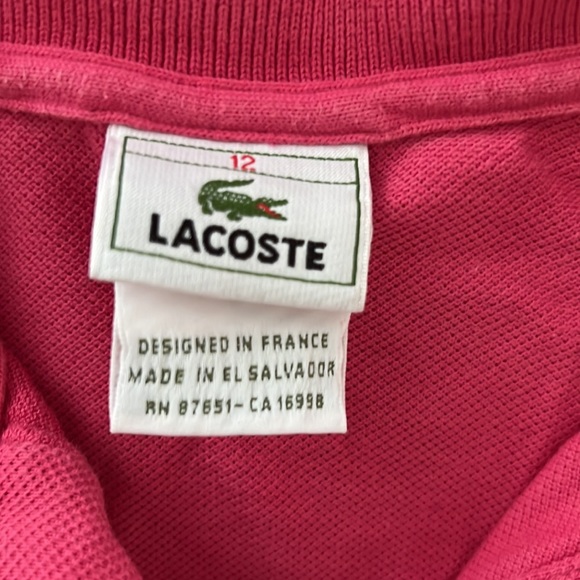 12
LACOSTE
DESIGNED IN FRANCE
MADE IN EL SALVADOR
RN 87651-CA 16998